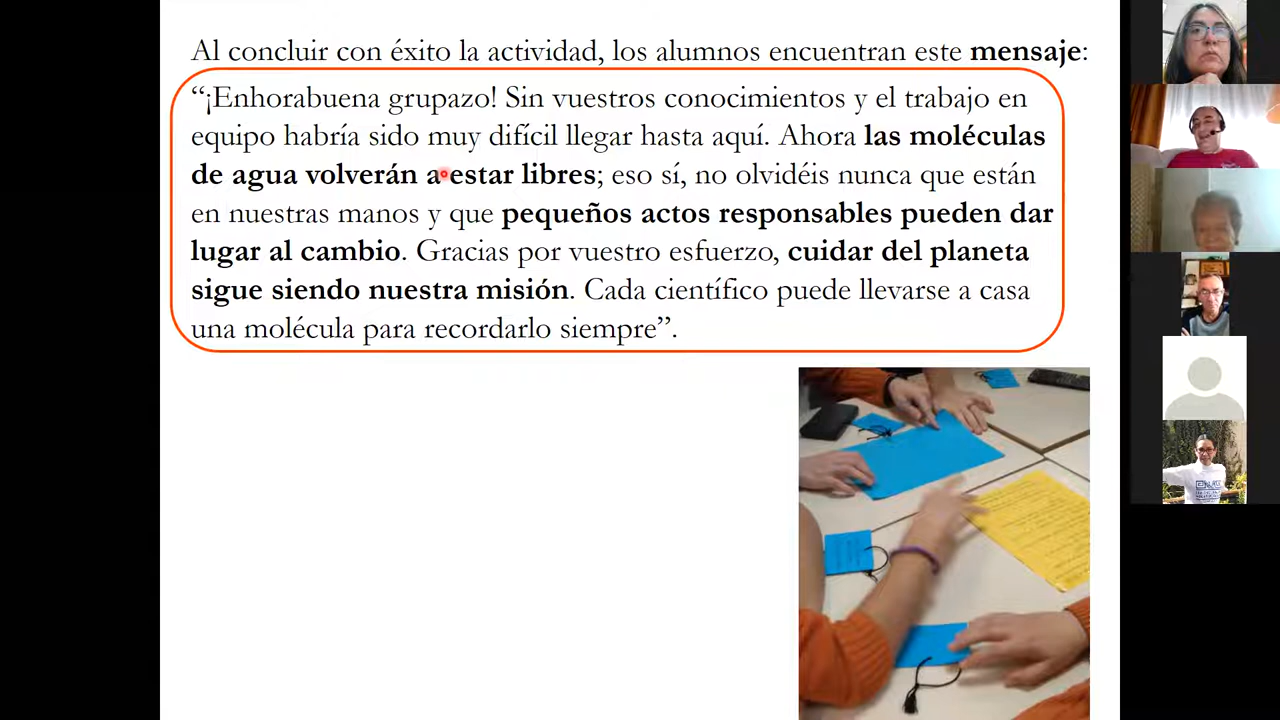 Al concluir con éxito la actividad, los alumnos encuentran este mensaje:
“¡Enhorabuena grupazo! Sin vuestros conocimientos y el trabajo en
equipo habría sido muy difícil llegar hasta aquí. Ahora las moléculas
de agua volverán a estar libres; eso sí, no olvidéis nunca que están
en nuestras manos y que pequeños actos responsables pueden dar
lugar al cambio. Gracias por vuestro esfuerzo, cuidar del planeta
sigue siendo nuestra misión. Cada científico puede llevarse a casa
una molécula para recordarlo siempre”.